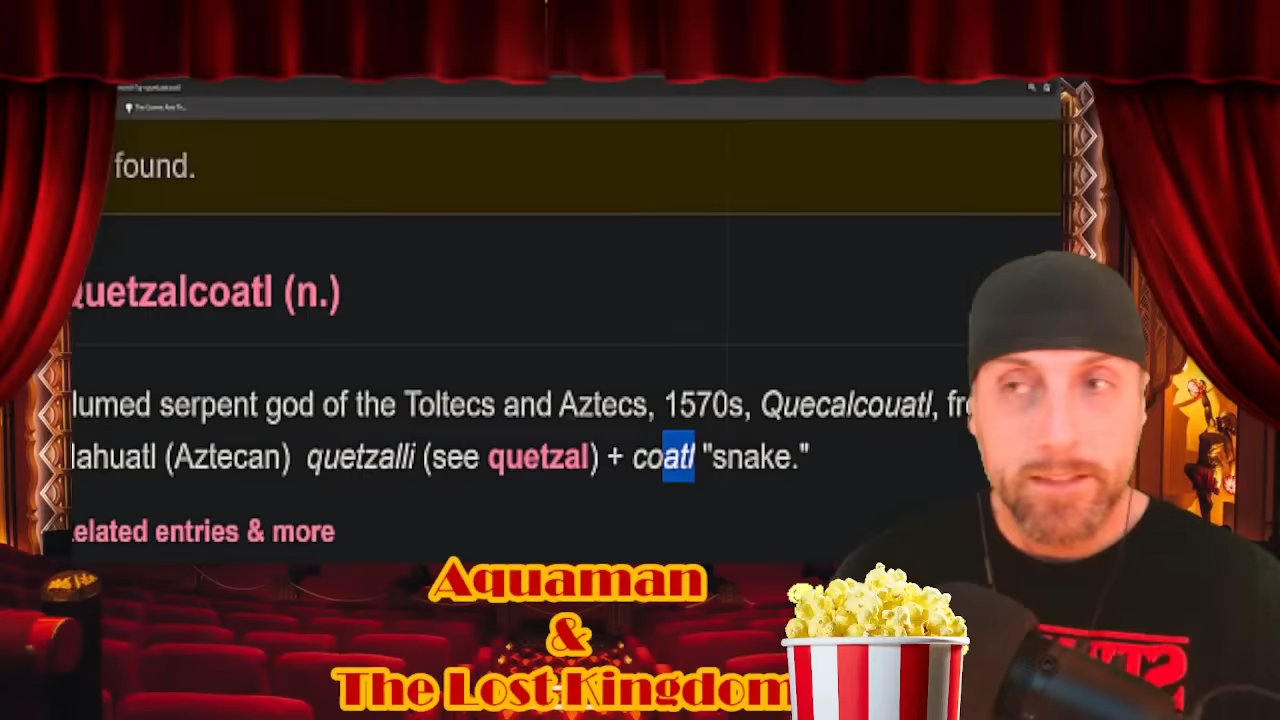 found.
uetzalcoatl (n.)
lumed serpent god of the Toltecs and Aztecs, 1570s, Quecalcouatl, fr
lahuatl (Aztecan) quetzalli (see quetzal) + coatl "snake."
elated entries & more
Aquaman
&
The Lost Kingdom